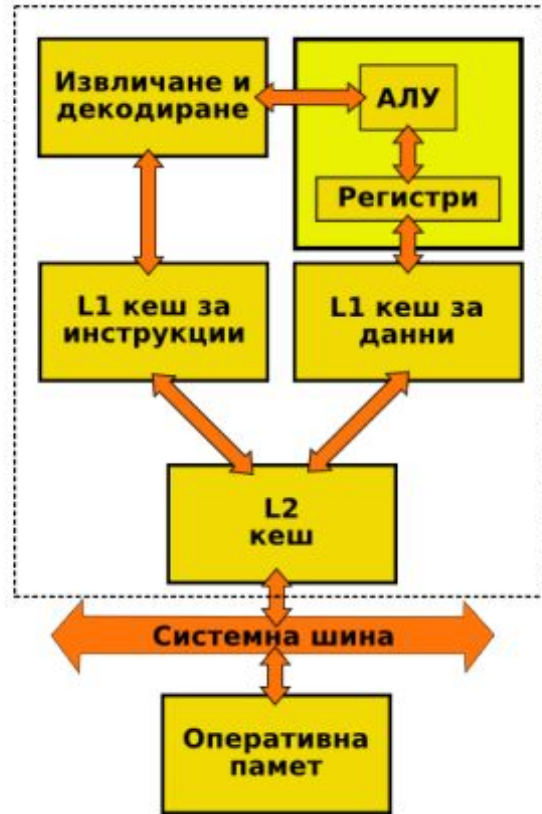 Извличане и
декодиране
АЛУ
Регистри
L1 кеш за
инструкции
L1 кеш за
данни
L2
кеш
Системна шина
Оперативна
памет